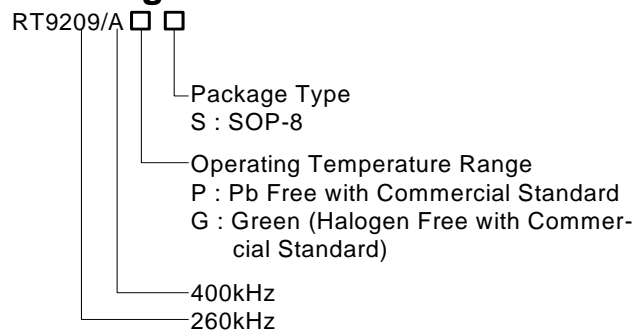 RT9209/A
Package Type
S : SOP-8
Operating Temperature Range
P : Pb Free with Commercial Standard
G : Green (Halogen Free with Commer-
cial Standard)
400kHz
260kHz